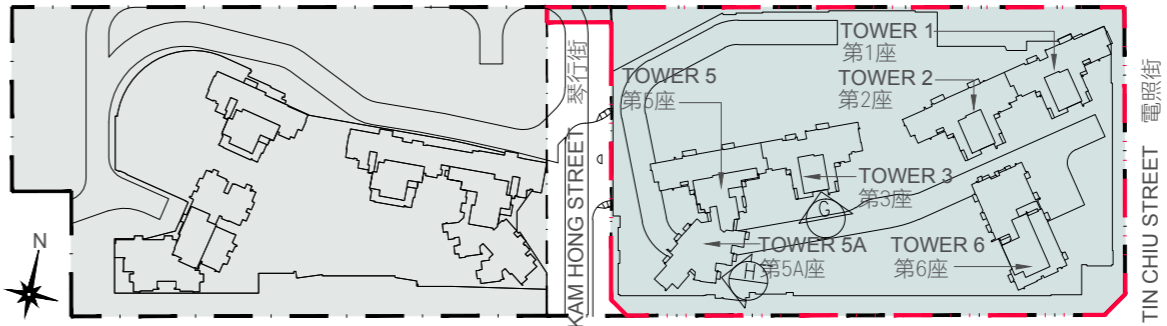 TOWER 1
第1座
TOWER 2
第2座
TOWER 5
第5座
TOWER 3
第3座
TOWER 5A
第5A座
TOWER 6
第6座
G
H
N
KAM HONG STREET 琴行街
TIN CHIU STREET 電照街